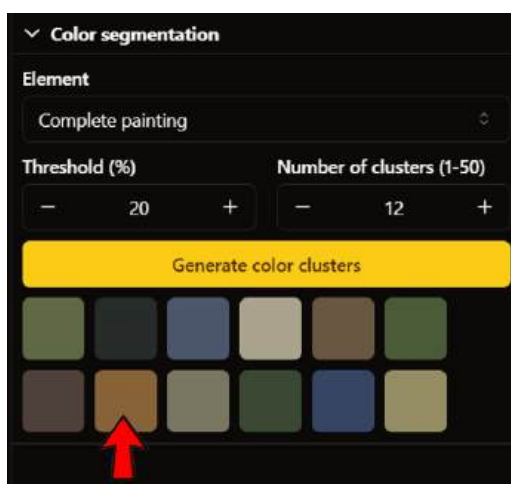 Color segmentation
Element
Complete painting
Threshold (%) Number of clusters (1-50)
− 20 + − 12 +
Generate color clusters